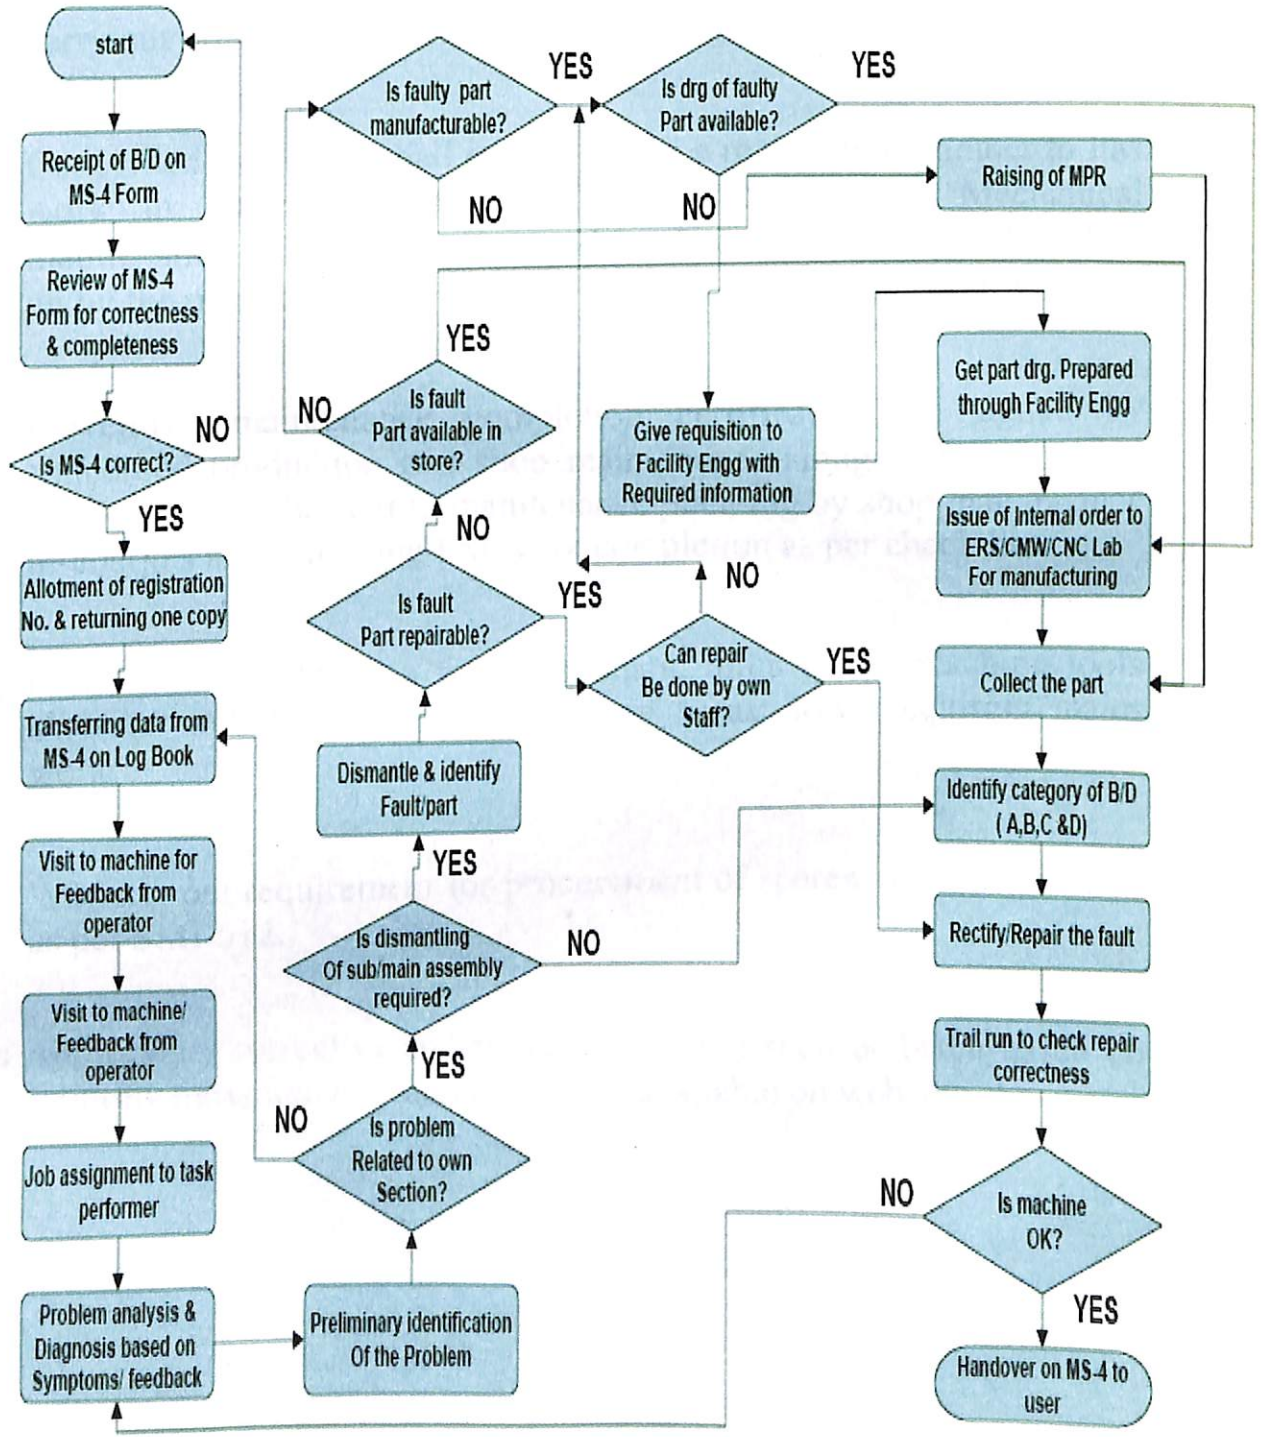 start
Receipt of B/D on
MS-4 Form
Review of MS-4
Form for correctness
& completeness
Is MS-4 correct?
NO
YES
Allotment of registration
No. & returning one copy
Transferring data from
MS-4 on Log Book
Visit to machine for
Feedback from
operator
Visit to machine/
Feedback from
operator
Job assignment to task
performer
Problem analysis &
Diagnosis based on
Symptoms/ feedback
Preliminary identification
Of the Problem
Is problem
Related to own
Section?
NO
YES
Is dismantling
Of sub/main assembly
required?
NO
YES
Dismantle & identify
Fault/part
Is fault
Part repairable?
YES
NO
Is fault
Part available in
store?
NO
YES
Is faulty part
manufacturable?
YES
NO
Is drg of faulty
Part available?
YES
NO
Raising of MPR
Give requisition to
Facility Engg with
Required information
Can repair
Be done by own
Staff?
NO
YES
Get part drg. Prepared
through Facility Engg
Issue of Internal order to
ERS/CMW/CNC Lab
For manufacturing
Collect the part
Identify category of B/D
( A,B,C &D)
Rectify/Repair the fault
Trail run to check repair
correctness
Is machine
OK?
NO
YES
Handover on MS-4 to
user